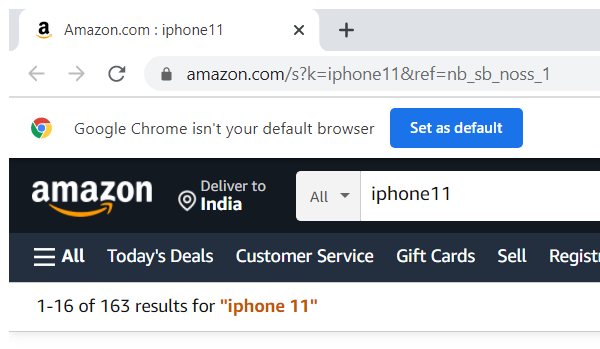 Amazon.com : iphone11
amazon.com/s?k=iphone11&ref=nb_sb_noss_1
Google Chrome isn't your default browser Set as default
amazon Deliver to India All iphone11
All Today's Deals Customer Service Gift Cards Sell Registr
1-16 of 163 results for "iphone 11"